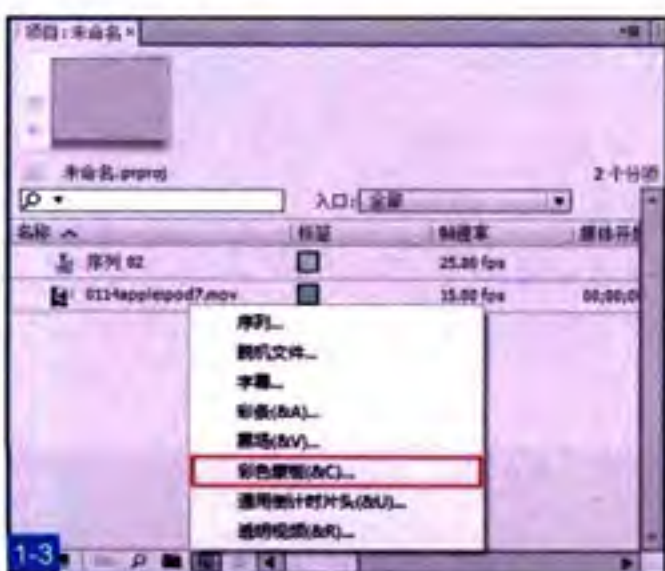 项目:未命名×
未命名.prproj
2个分项
入口: 全部
名称 标签 帧速率 媒体开始
序列 02 25.00 fps
0114appleipod7.mov 15.00 fps 00;00;0
序列...
脱机文件...
字幕...
彩条(&A)...
黑场(&V)...
彩色蒙板(&C)...
通用倒计时片头(&U)...
透明视频(&R)...
1-3